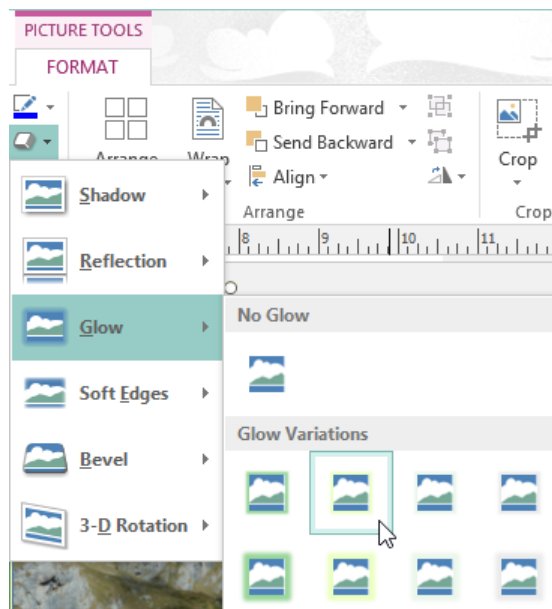 PICTURE TOOLS
FORMAT
Bring Forward
Send Backward
Align
Arrange
Wrap
Crop
Arrange
Crop
8 9 10 11
Shadow
Reflection
Glow
Soft Edges
Bevel
3-D Rotation
No Glow
Glow Variations